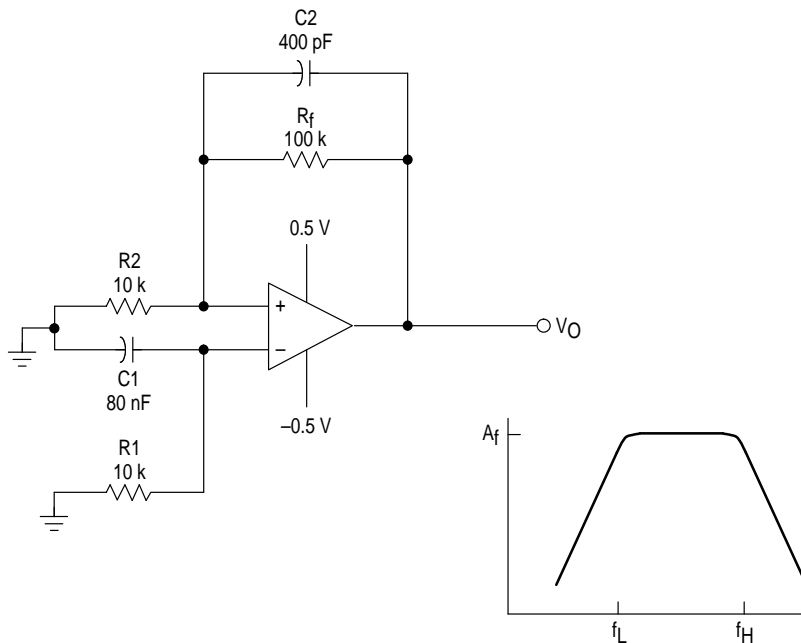 C2
400 pF
Rf
100 k
0.5 V
R2
10 k
+
−
VO
C1
80 nF
–0.5 V
R1
10 k
Af
fL
fH